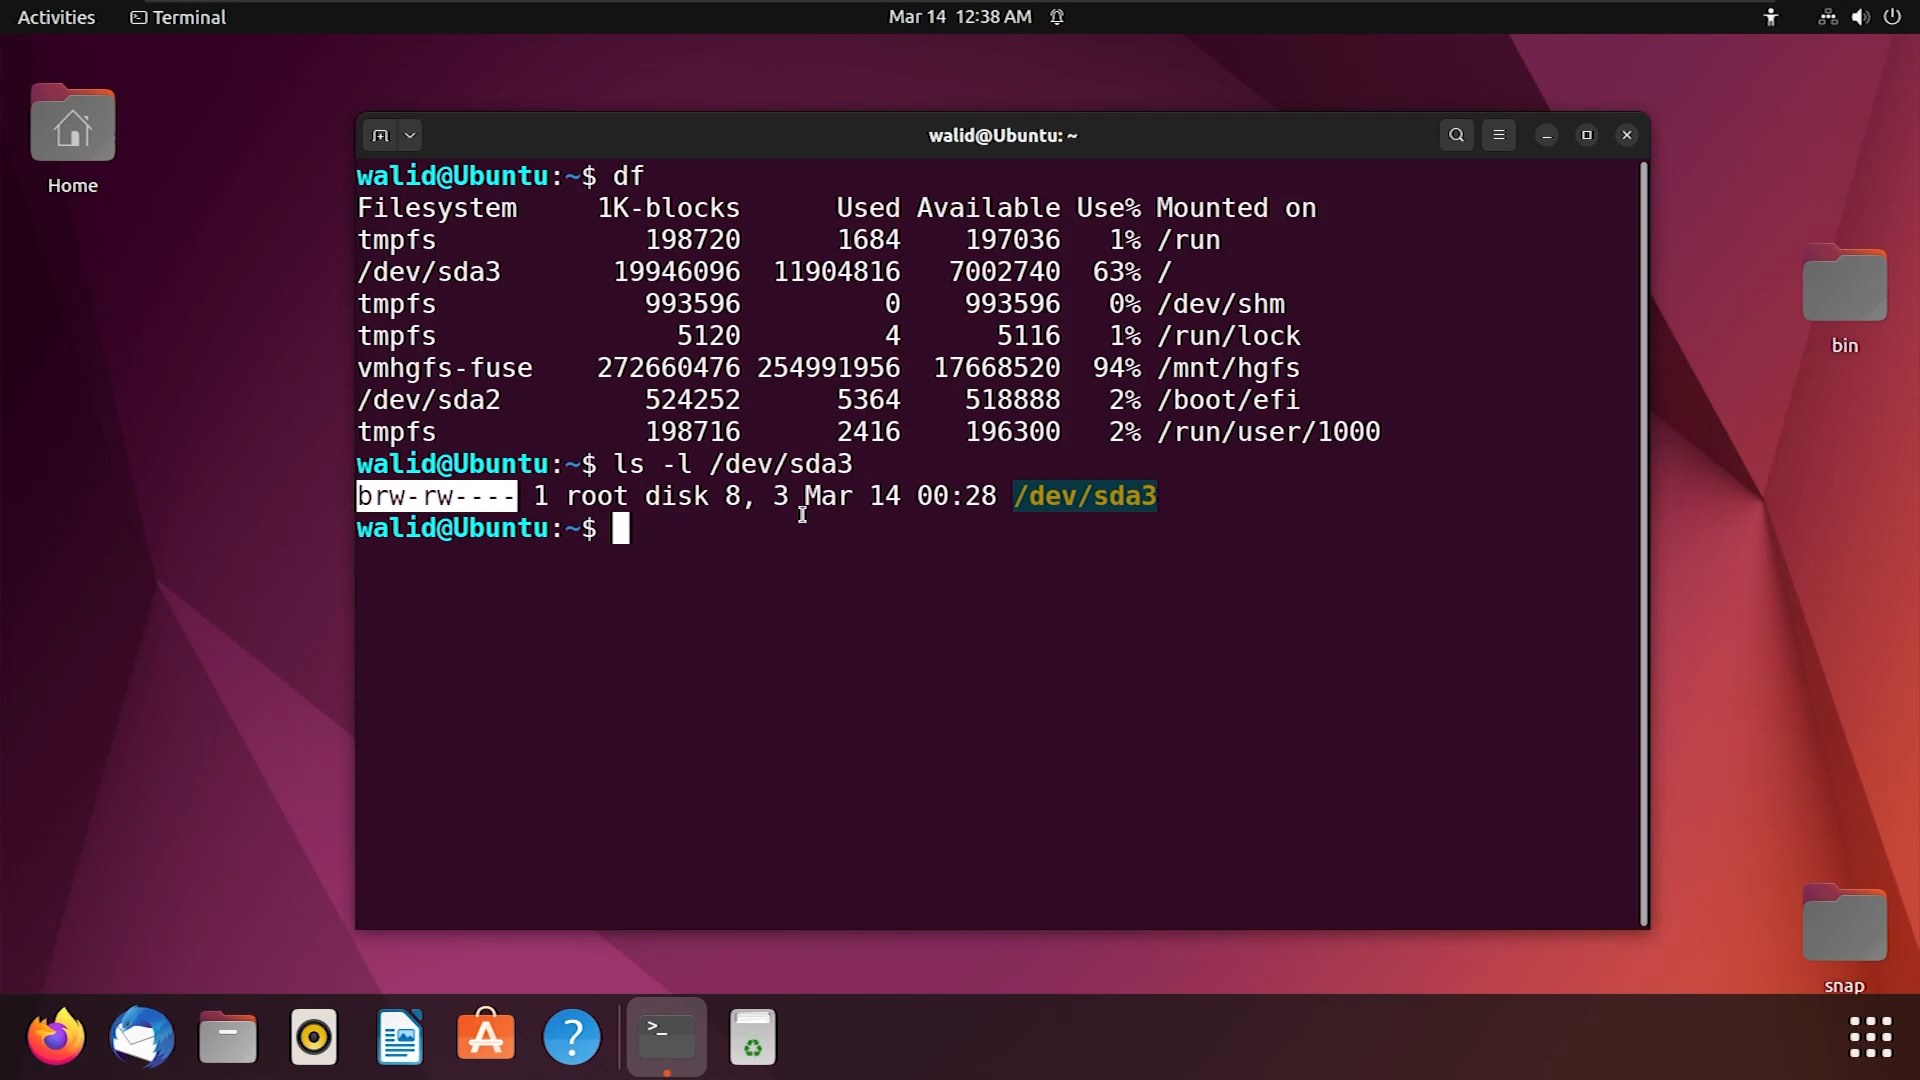 Activities Terminal Mar 14 12:38 AM
Home
walid@Ubuntu: ~
walid@Ubuntu:~$ df
Filesystem 1K-blocks Used Available Use% Mounted on
tmpfs 198720 1684 197036 1% /run
/dev/sda3 19946096 11904816 7002740 63% /
tmpfs 993596 0 993596 0% /dev/shm
tmpfs 5120 4 5116 1% /run/lock
vmhgfs-fuse 272660476 254991956 17668520 94% /mnt/hgfs
/dev/sda2 524252 5364 518888 2% /boot/efi
tmpfs 198716 2416 196300 2% /run/user/1000
walid@Ubuntu:~$ ls -l /dev/sda3
brw-rw---- 1 root disk 8, 3 Mar 14 00:28 /dev/sda3
walid@Ubuntu:~$
bin
snap